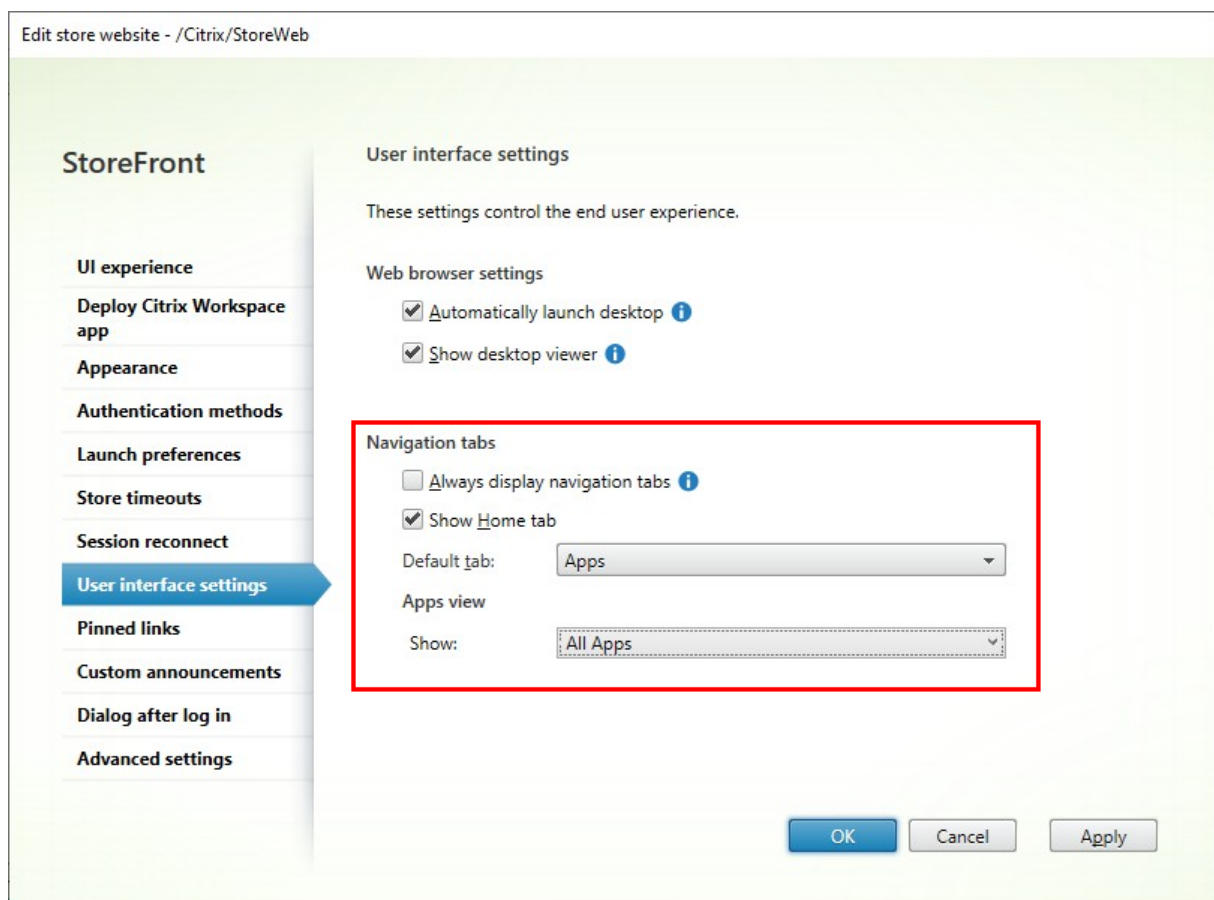 Edit store website - /Citrix/StoreWeb
StoreFront
UI experience
Deploy Citrix Workspace
app
Appearance
Authentication methods
Launch preferences
Store timeouts
Session reconnect
User interface settings
Pinned links
Custom announcements
Dialog after log in
Advanced settings
User interface settings
These settings control the end user experience.
Web browser settings
Automatically launch desktop
Show desktop viewer
Navigation tabs
Always display navigation tabs
Show Home tab
Default tab: Apps
Apps view
Show: All Apps
OK Cancel Apply